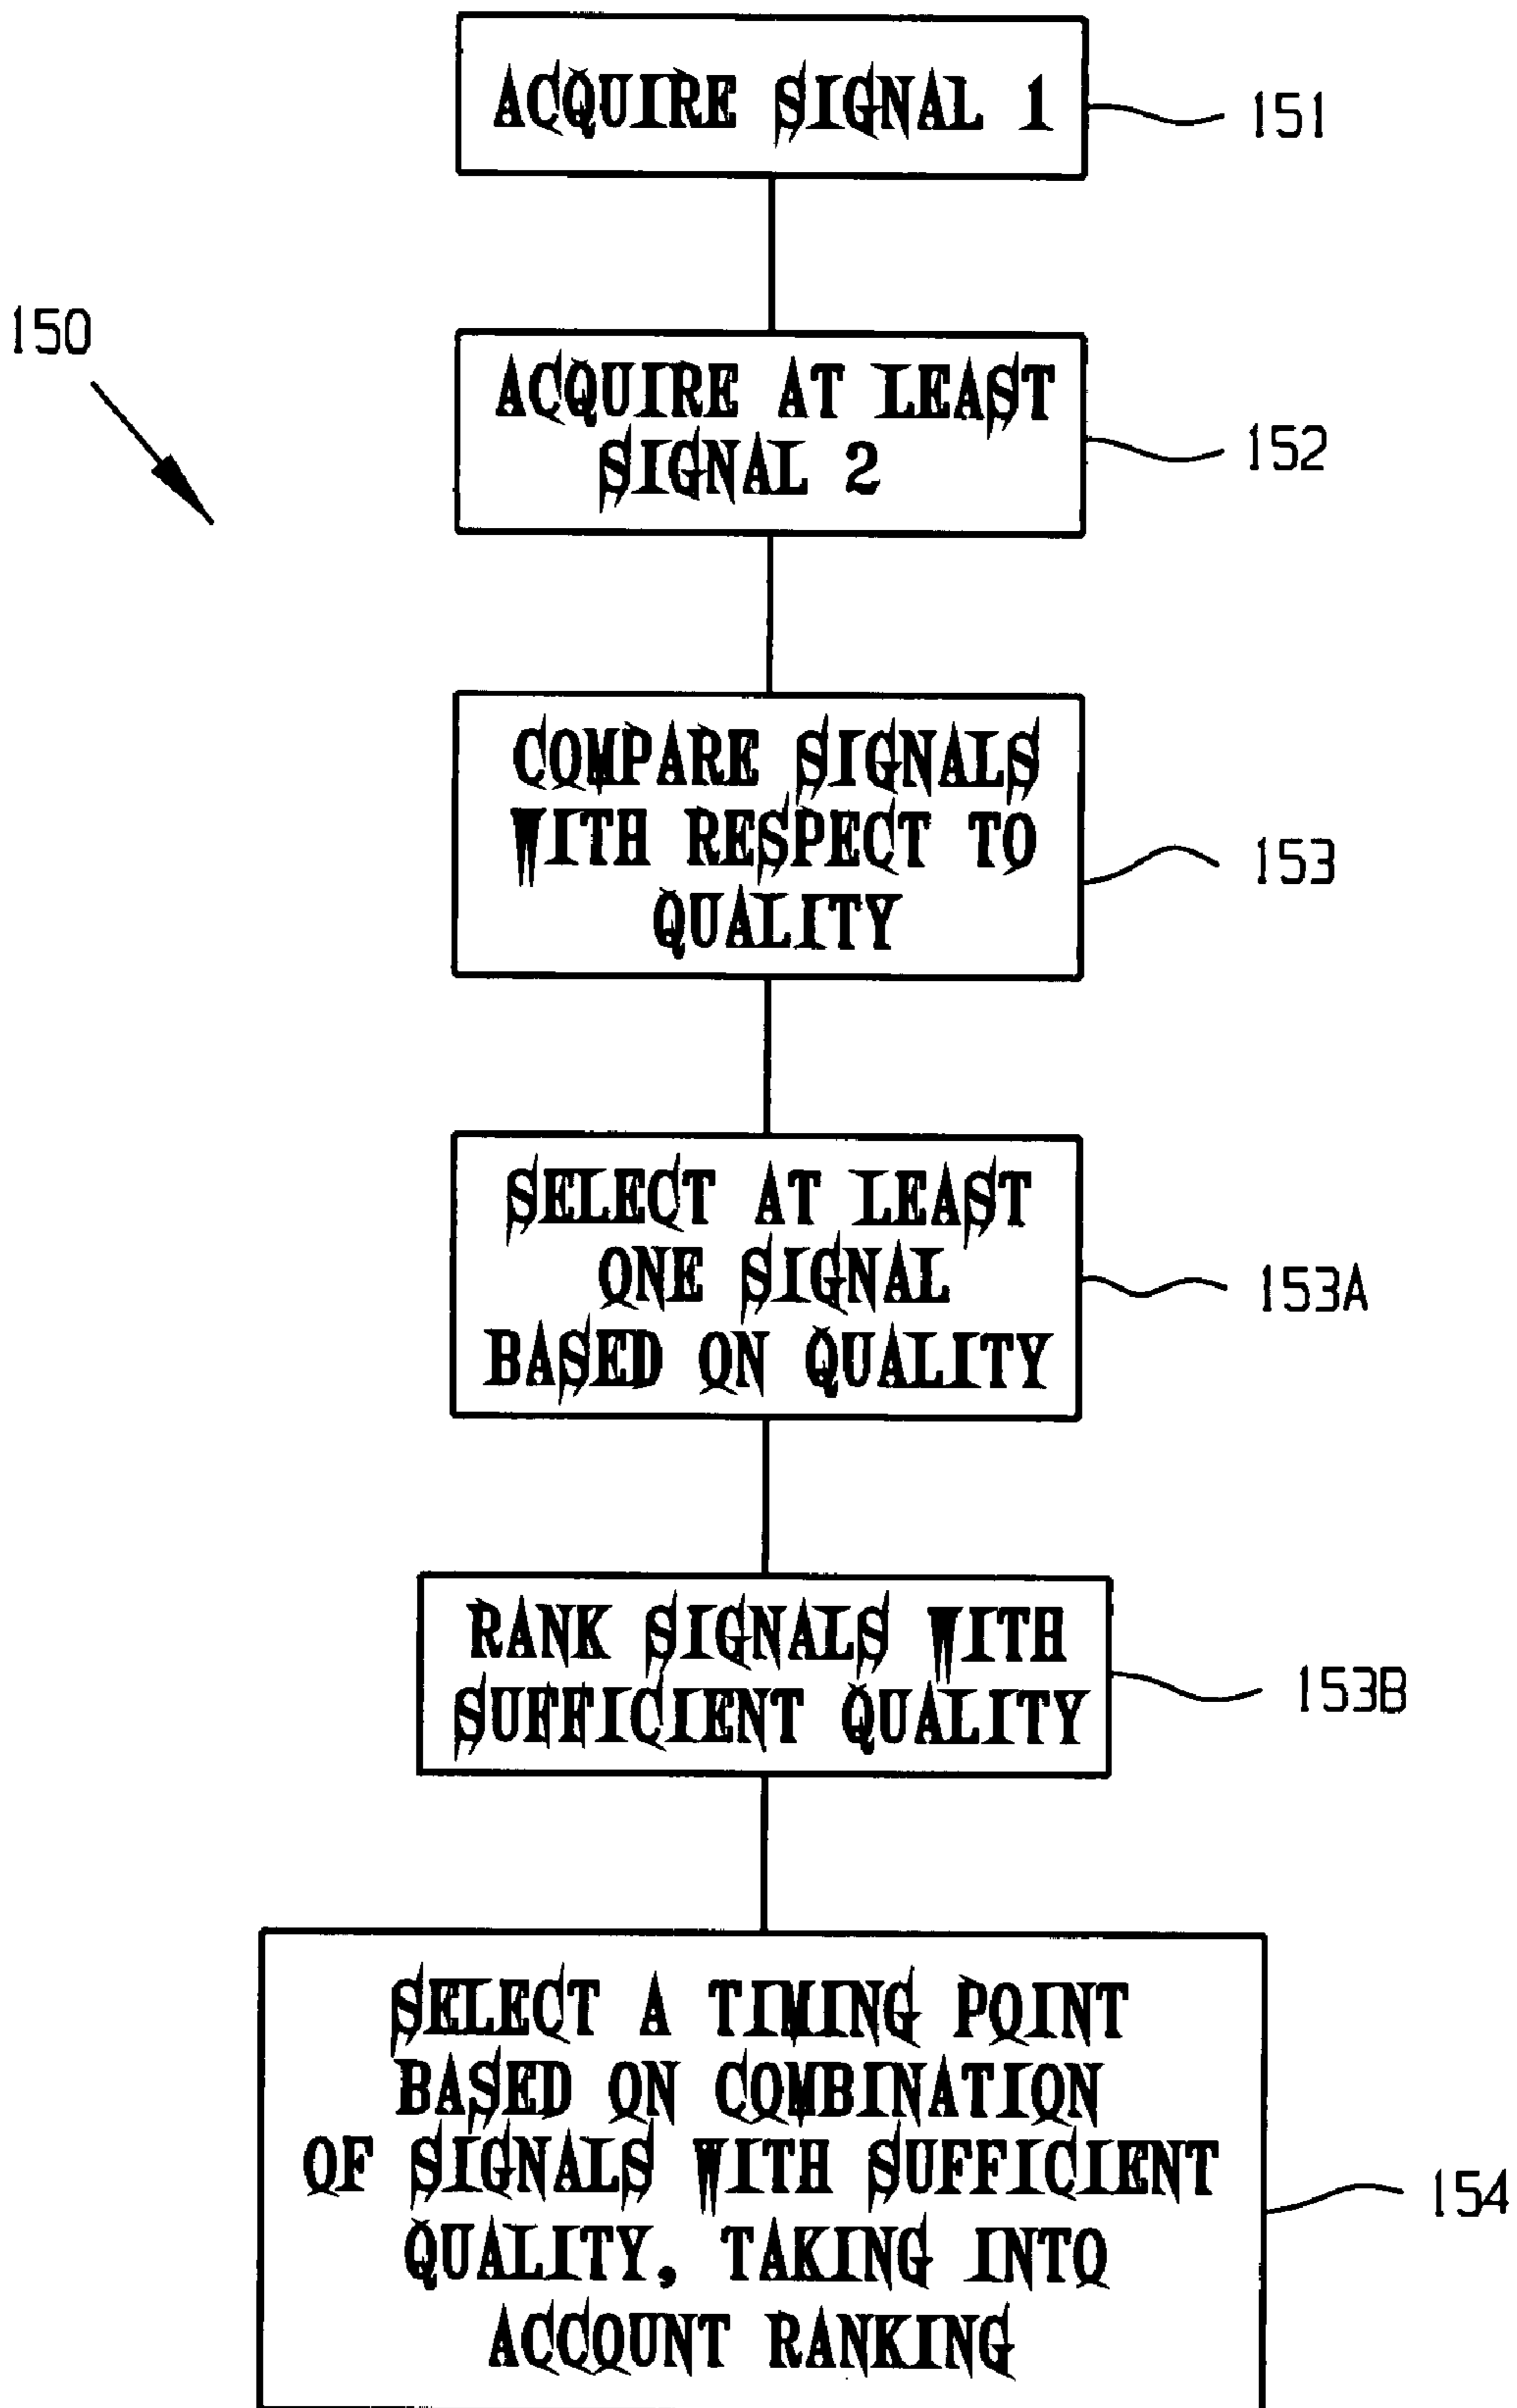 ACQUIRE SIGNAL 1
151
150
ACQUIRE AT LEAST
SIGNAL 2
152
COMPARE SIGNALS
WITH RESPECT TO
QUALITY
153
SELECT AT LEAST
ONE SIGNAL
BASED ON QUALITY
153A
RANK SIGNALS WITH
SUFFICIENT QUALITY
153B
SELECT A TIMING POINT
BASED ON COMBINATION
OF SIGNALS WITH SUFFICIENT
QUALITY, TAKING INTO
ACCOUNT RANKING
154